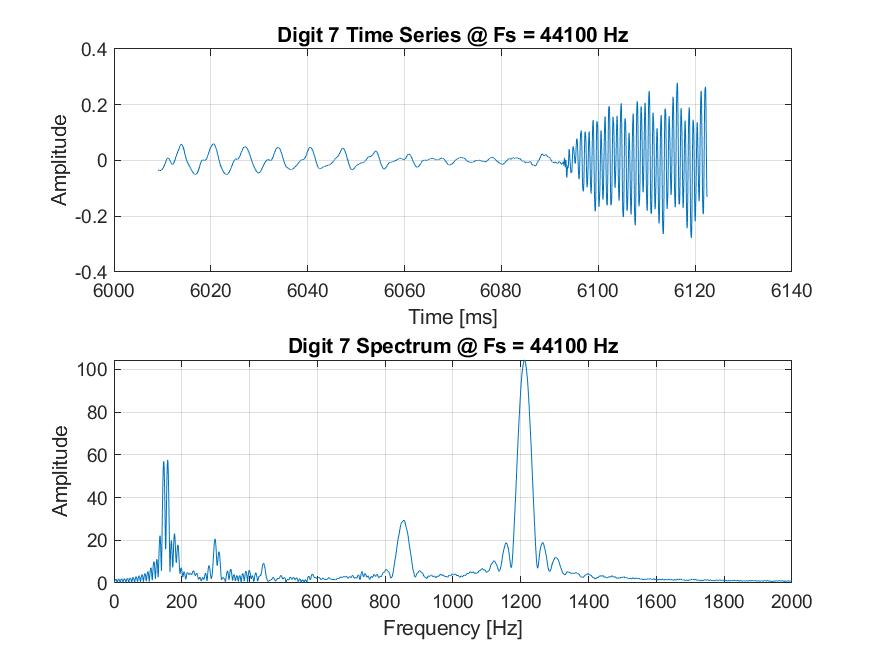 Digit 7 Time Series @ Fs = 44100 Hz
0.4
0.2
0
-0.2
-0.4
Amplitude
6000 6020 6040 6060 6080 6100 6120 6140
Time [ms]
Digit 7 Spectrum @ Fs = 44100 Hz
100
80
60
40
20
0
Amplitude
0 200 400 600 800 1000 1200 1400 1600 1800 2000
Frequency [Hz]